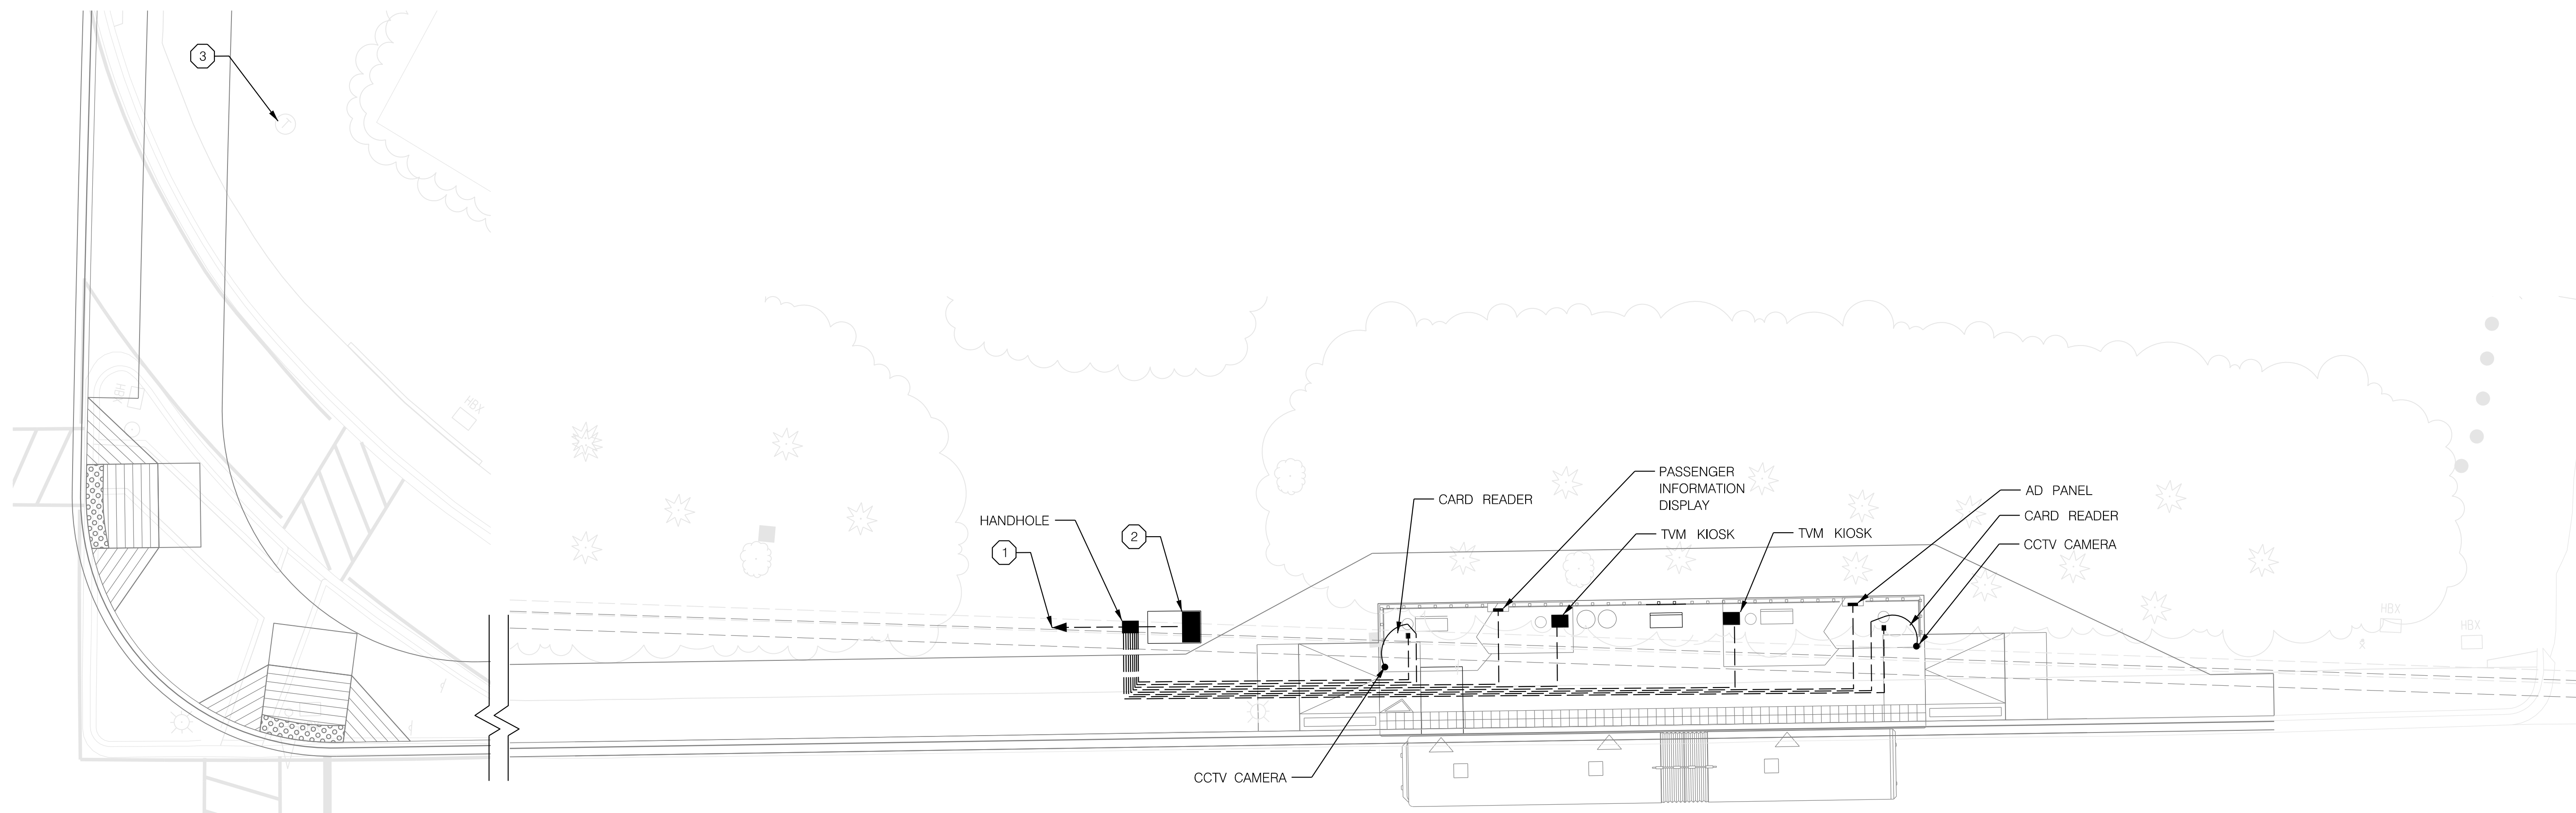 3
HBX
HBX
PASSENGER
INFORMATION
DISPLAY
CARD READER
AD PANEL
CARD READER
CCTV CAMERA
HANDHOLE
1
2
TVM KIOSK
TVM KIOSK
HBX
HBX
CCTV CAMERA